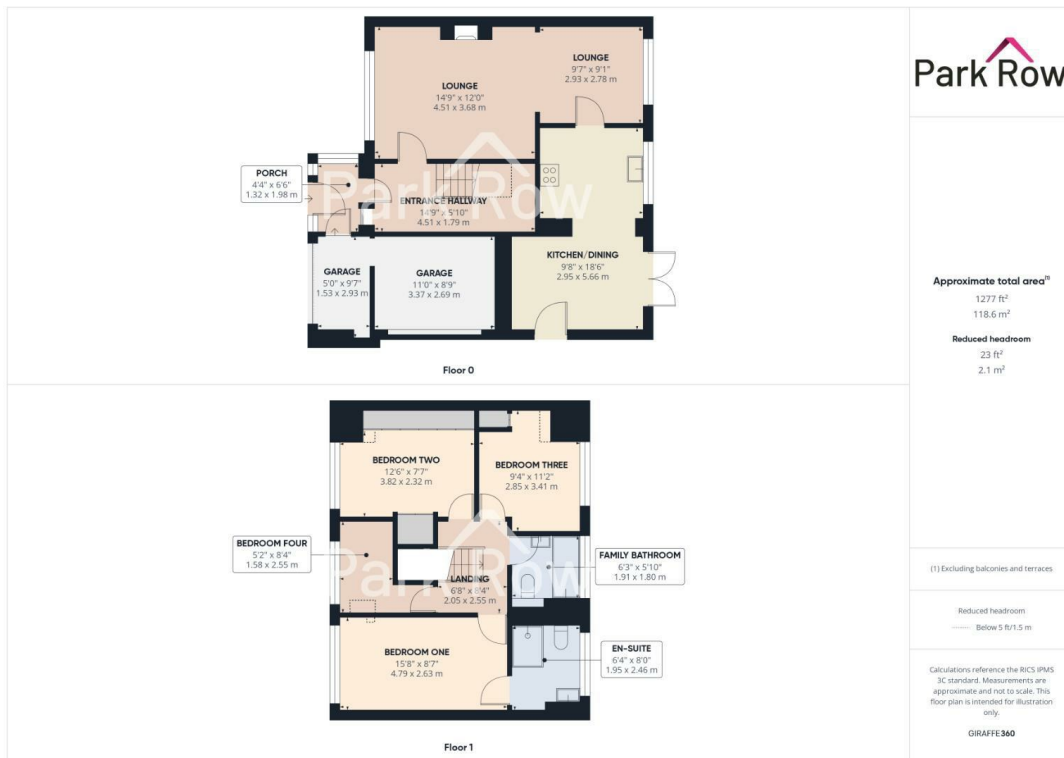 LOUNGE
14'9" x 12'0"
4.51 x 3.68 m
LOUNGE
9'7" x 9'1"
2.93 x 2.78 m
PORCH
4'4" x 6'6"
1.32 x 1.98 m
Park Row
ENTRANCE HALLWAY
14'9" x 5'10"
4.51 x 1.79 m
GARAGE
5'0" x 9'7"
1.53 x 2.93 m
GARAGE
11'0" x 8'9"
3.37 x 2.69 m
KITCHEN/DINING
9'8" x 18'6"
2.95 x 5.66 m
Floor 0
BEDROOM TWO
12'6" x 7'7"
3.82 x 2.32 m
BEDROOM THREE
9'4" x 11'2"
2.85 x 3.41 m
BEDROOM FOUR
5'2" x 8'4"
1.58 x 2.55 m
Park Row
LANDING
6'8" x 8'4"
2.05 x 2.55 m
FAMILY BATHROOM
6'3" x 5'10"
1.91 x 1.80 m
BEDROOM ONE
15'8" x 8'7"
4.79 x 2.63 m
EN-SUITE
6'4" x 8'0"
1.95 x 2.46 m
Floor 1
Park Row
Approximate total area⁽¹⁾
1277 ft²
118.6 m²
Reduced headroom
23 ft²
2.1 m²
(1) Excluding balconies and terraces
Reduced headroom
Below 5 ft/1.5 m
Calculations reference the RICS IPMS
3C standard. Measurements are
approximate and not to scale. This
floor plan is intended for illustration
only.
GIRAFFE360